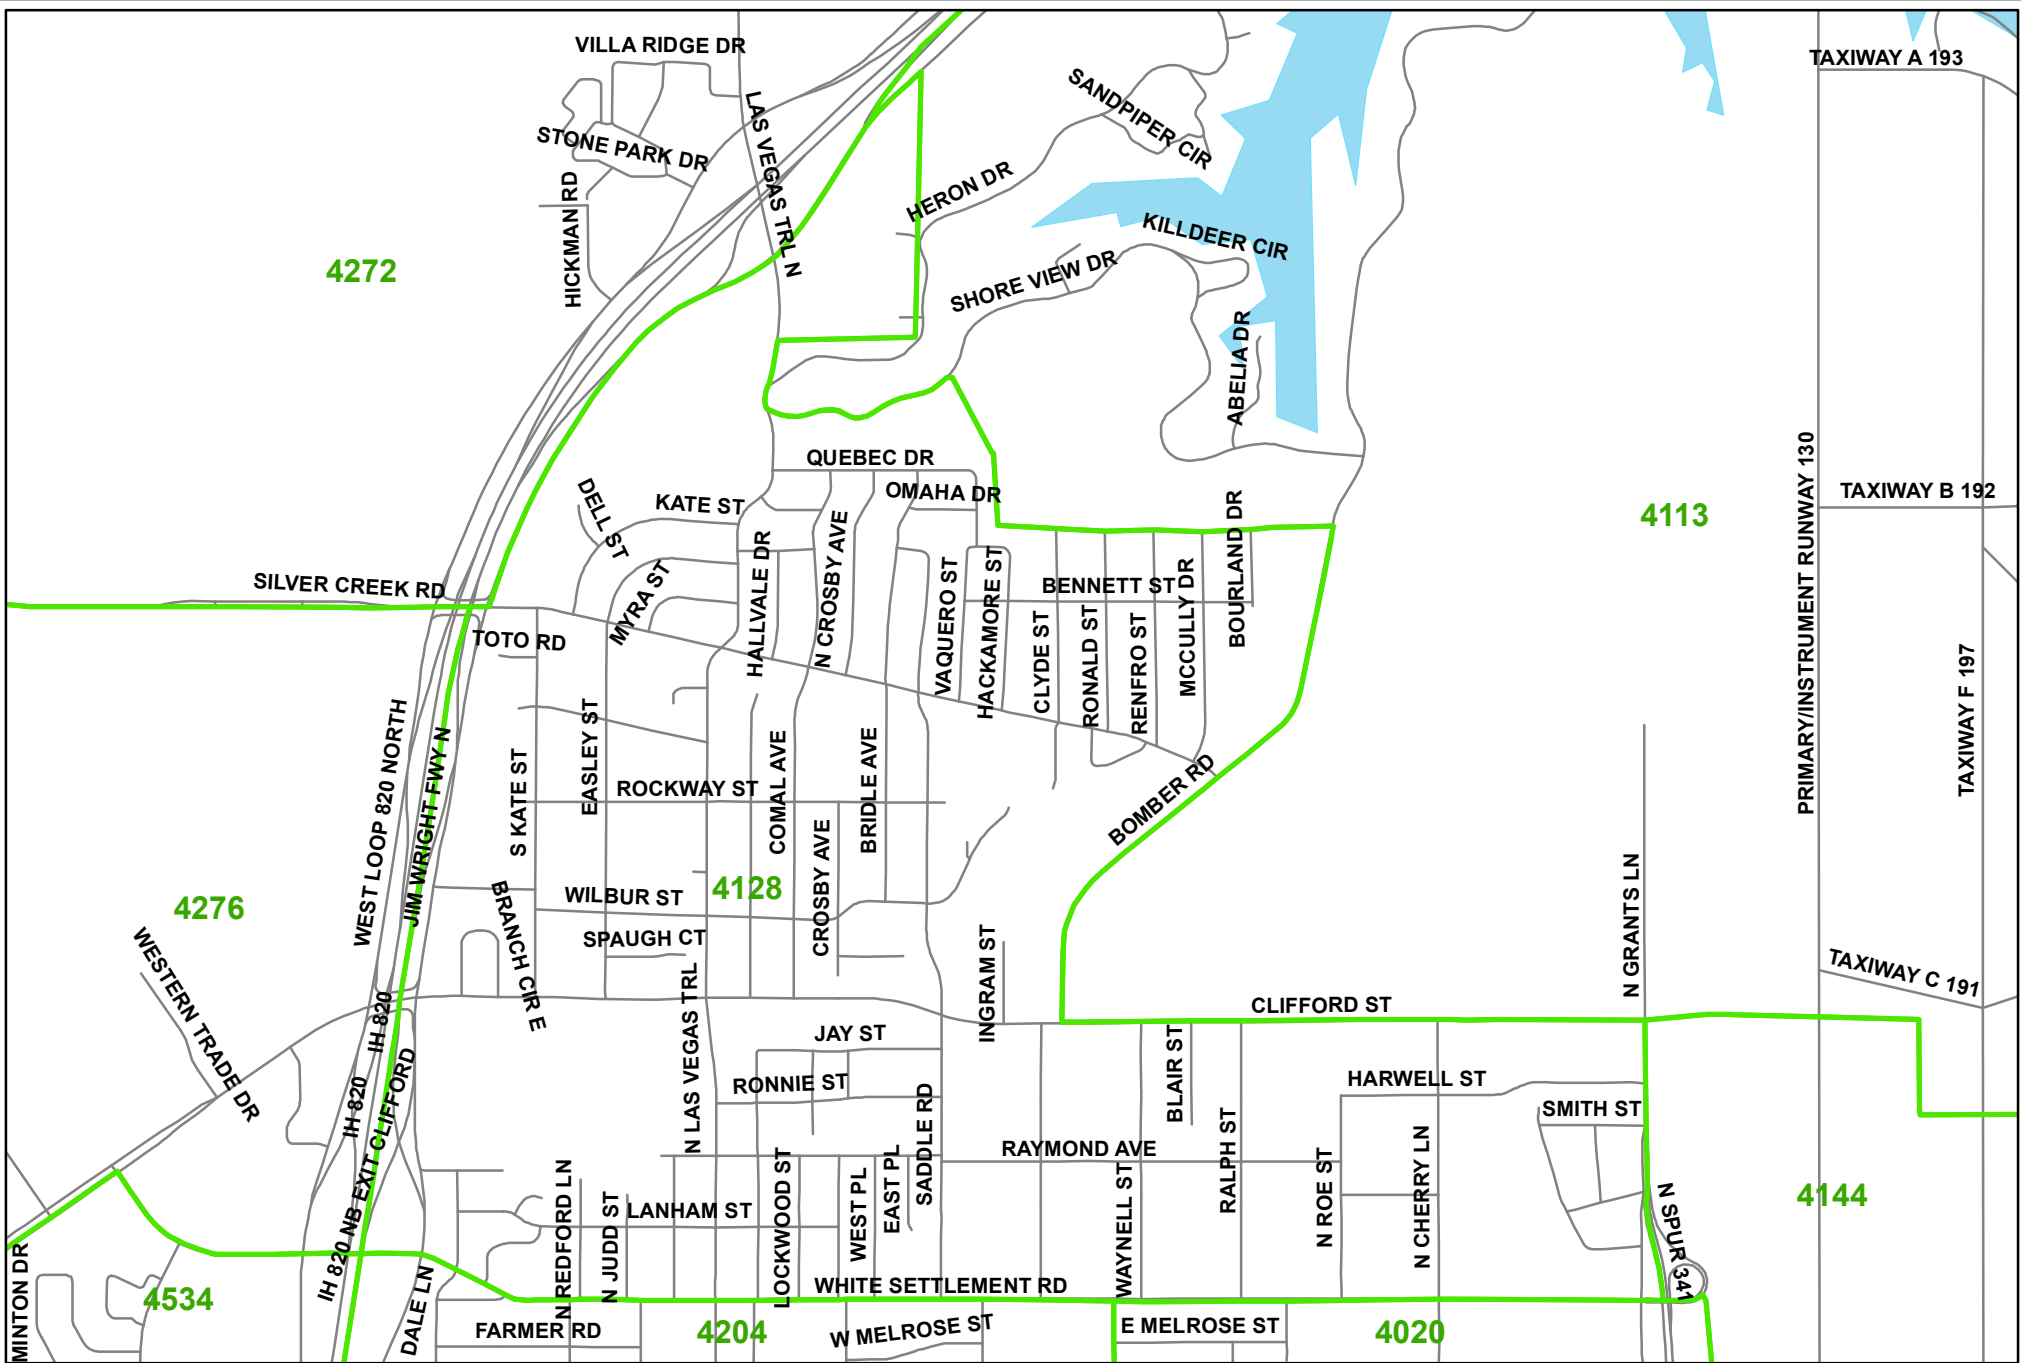 VILLA RIDGE DR
TAXIWAY A 193
SANDPIPER CIR
LAS VEGAS TRL N
STONE PARK DR
HICKMAN RD
HERON DR
KILLDEER CIR
4272
SHORE VIEW DR
ABELIA DR
QUEBEC DR
PRIMARY/INSTRUMENT RUNWAY 130
TAXIWAY B 192
OMAHA DR
KATE ST
DELL ST
4113
BOURLAND DR
N CROSBY AVE
HALLVALE DR
SILVER CREEK RD
MYRA ST
VAQUERO ST
HACKAMORE ST
BENNETT ST
MCCULLY DR
TOTO RD
CLYDE ST
RONALD ST
RENFRO ST
TAXIWAY F 197
WEST LOOP 820 NORTH
JIM WRIGHT FWY N
S KATE ST
EASLEY ST
ROCKWAY ST
COMAL AVE
BRIDLE AVE
BOMBER RD
CROSBY AVE
4128
4276
WILBUR ST
BRANCH CIR E
N GRANTS LN
SPAUGH CT
WESTERN TRADE DR
INGRAM ST
TAXIWAY C 191
N LAS VEGAS TRL
IH 820
CLIFFORD ST
JAY ST
BLAIR ST
IH 820
RONNIE ST
HARWELL ST
SMITH ST
SADDLE RD
IH 820 NB EXIT CLIFFORD
RAYMOND AVE
RALPH ST
N ROE ST
N CHERRY LN
WAYNELL ST
4144
N SPUR 341
N REDFORD LN
N JUDD ST
LANHAM ST
LOCKWOOD ST
WEST PL
EAST PL
MINTON DR
4534
DALE LN
WHITE SETTLEMENT RD
FARMER RD
4204
W MELROSE ST
E MELROSE ST
4020